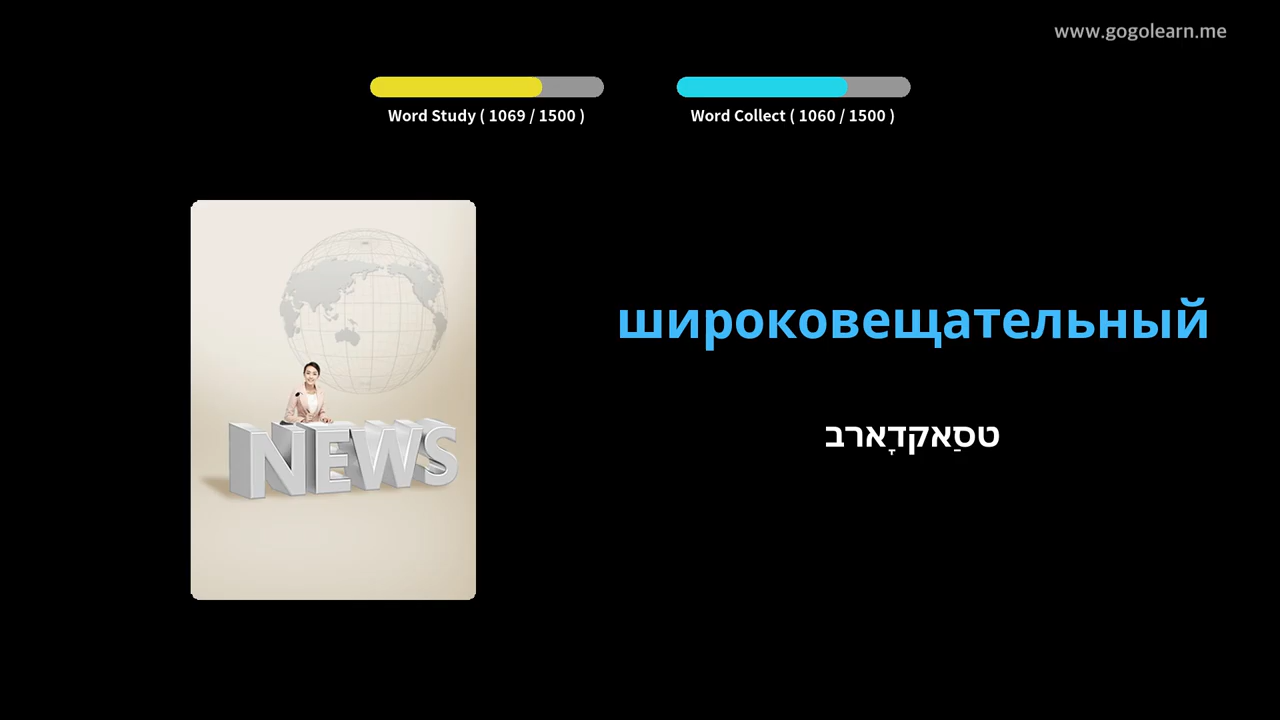 www.gogolearn.me
Word Study ( 1069 / 1500 )
Word Collect ( 1060 / 1500 )
NEWS
широковещательный
טסַאקדָארב